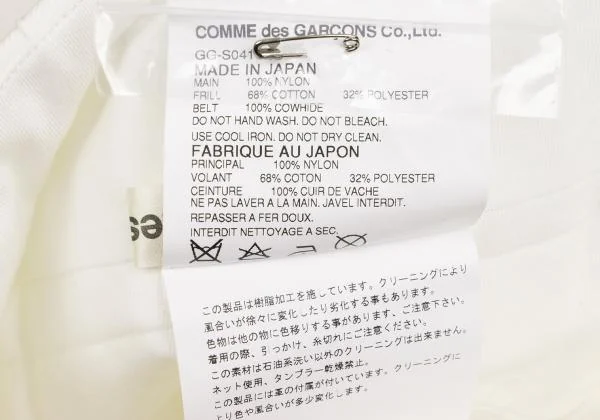 COMME des GARCONS Co.,Ltd.
GG-S041
MADE IN JAPAN
MAIN 100% NYLON
FRILL 68% COTTON 32% POLYESTER
BELT 100% COWHIDE
DO NOT HAND WASH. DO NOT BLEACH.
USE COOL IRON. DO NOT DRY CLEAN.
FABRIQUE AU JAPON
PRINCIPAL 100% NYLON
VOLANT 68% COTON 32% POLYESTER
CEINTURE 100% CUIR DE VACHE
NE PAS LAVER A LA MAIN. JAVEL INTERDIT.
REPASSER A FER DOUX.
INTERDIT NETTOYAGE A SEC.
es
この製品は樹脂加工を施しています。クリーニングにより
風合いが徐々に変化したり劣化する事もあります。
色物は他の物に色移りする事があります、ご注意下さい。
着用の際、引っかけ、糸切れにご注意ください。
この素材は石油系洗い以外のクリーニングは出来ません。
ネット使用、タンブラー乾燥禁止。
この製品には革の付属が付いています。クリーニングに
より色や風合いが多少変化します。